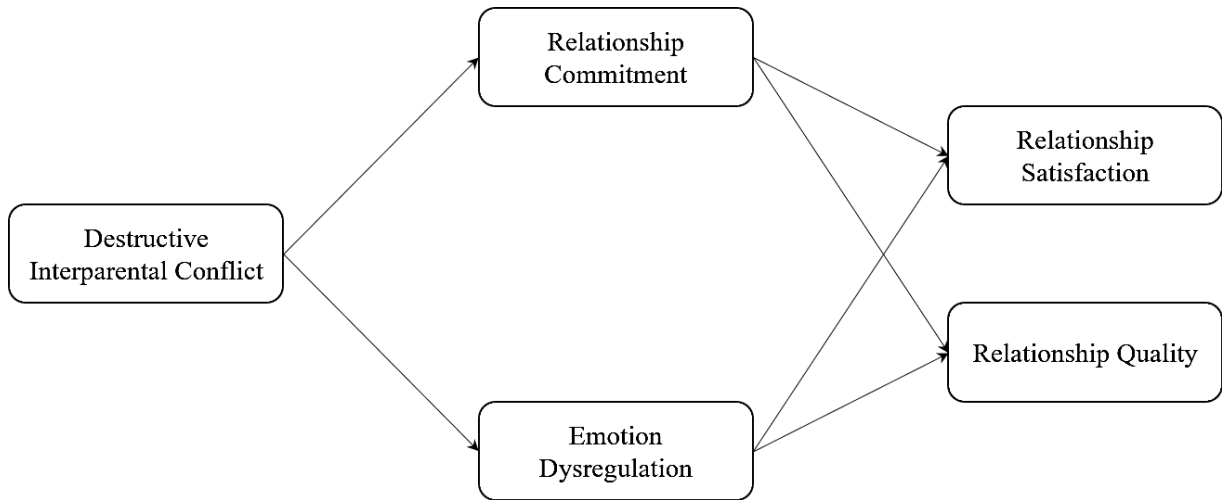 Relationship
Commitment
Relationship
Satisfaction
Destructive
Interparental Conflict
Relationship Quality
Emotion
Dysregulation